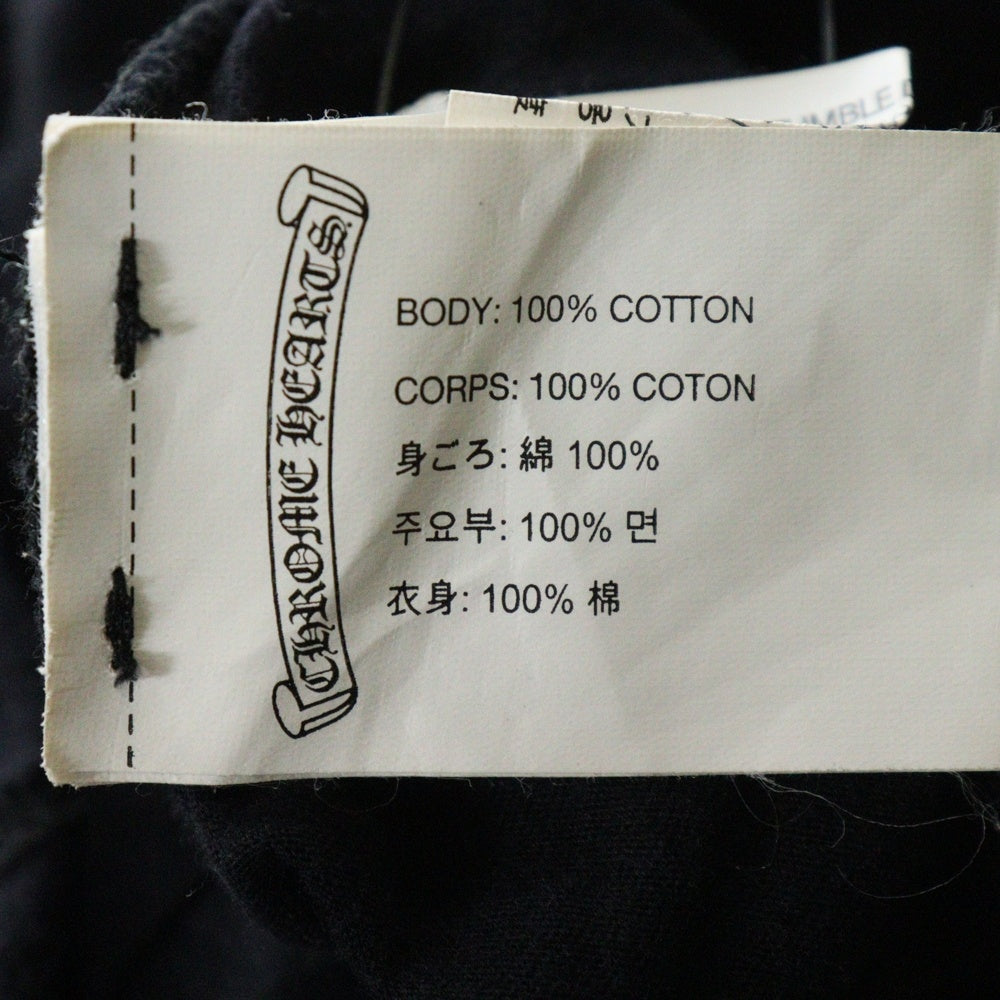 CHROME HEARTS
BODY: 100% COTTON
CORPS: 100% COTON
身ごろ: 綿 100%
주요부: 100% 면
衣身: 100% 棉